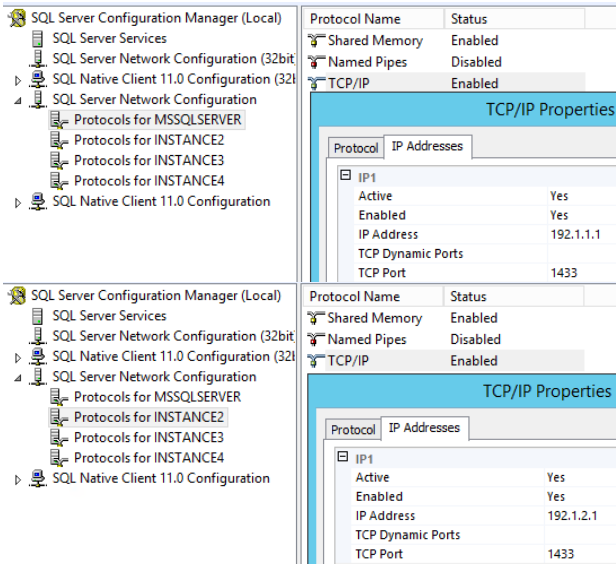 SQL Server Configuration Manager (Local)
SQL Server Services
SQL Server Network Configuration (32bit
SQL Native Client 11.0 Configuration (32b
SQL Server Network Configuration
Protocols for MSSQLSERVER
Protocols for INSTANCE2
Protocols for INSTANCE3
Protocols for INSTANCE4
SQL Native Client 11.0 Configuration
Protocol Name Status
Shared Memory Enabled
Named Pipes Disabled
TCP/IP Enabled
TCP/IP Properties
Protocol IP Addresses
IP1
Active Yes
Enabled Yes
IP Address 192.1.1.1
TCP Dynamic Ports
TCP Port 1433
SQL Server Configuration Manager (Local)
SQL Server Services
SQL Server Network Configuration (32bit
SQL Native Client 11.0 Configuration (32b
SQL Server Network Configuration
Protocols for MSSQLSERVER
Protocols for INSTANCE2
Protocols for INSTANCE3
Protocols for INSTANCE4
SQL Native Client 11.0 Configuration
Protocol Name Status
Shared Memory Enabled
Named Pipes Disabled
TCP/IP Enabled
TCP/IP Properties
Protocol IP Addresses
IP1
Active Yes
Enabled Yes
IP Address 192.1.2.1
TCP Dynamic Ports
TCP Port 1433